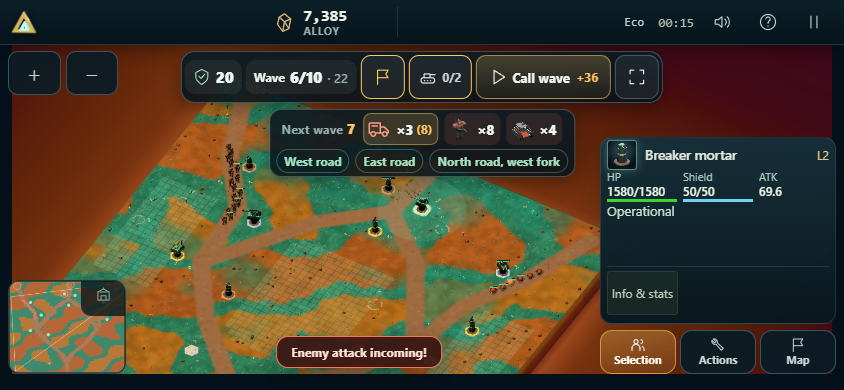 7,385
ALLOY
Eco 00:15
+
−
20
Wave 6/10 · 22
0/2
Call wave +36
Next wave 7
×3 (8)
×8
×4
West road
East road
North road, west fork
Breaker mortar
L2
HP
Shield
ATK
1580/1580
50/50
69.6
Operational
Info & stats
Enemy attack incoming!
Selection
Actions
Map